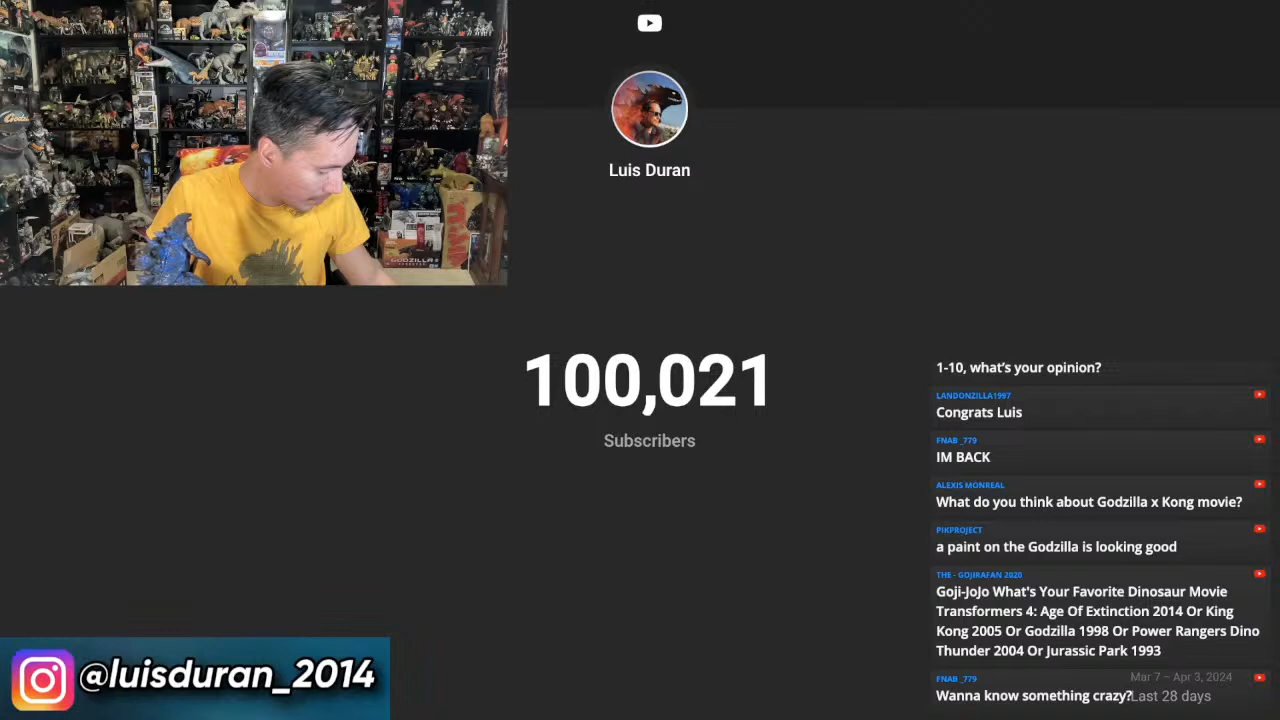 Luis Duran
100,021
Subscribers
1-10, what's your opinion?
LANDONZILLA1997
Congrats Luis
FNAB_779
IM BACK
ALEXIS MONREAL
What do you think about Godzilla x Kong movie?
PIKPROJECT
a paint on the Godzilla is looking good
THE - GOJIRAFAN 2020
Goji-JoJo What's Your Favorite Dinosaur Movie
Transformers 4: Age Of Extinction 2014 Or King
Kong 2005 Or Godzilla 1998 Or Power Rangers Dino
Thunder 2004 Or Jurassic Park 1993
FNAB_779
Mar 7 – Apr 3, 2024
Wanna know something crazy?
Last 28 days
@luisduran_2014
GODZILLA